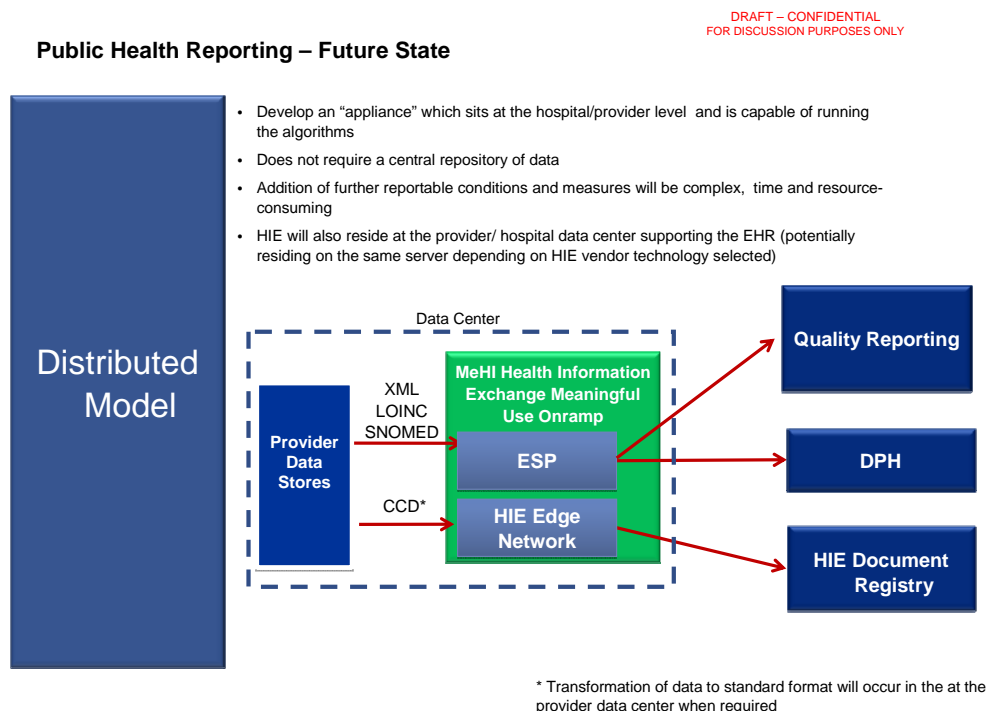 DRAFT – CONFIDENTIAL
FOR DISCUSSION PURPOSES ONLY
Public Health Reporting – Future State
Distributed
Model
• Develop an “appliance” which sits at the hospital/provider level and is capable of running
the algorithms
• Does not require a central repository of data
• Addition of further reportable conditions and measures will be complex, time and resource-
consuming
• HIE will also reside at the provider/ hospital data center supporting the EHR (potentially
residing on the same server depending on HIE vendor technology selected)
Data Center
Provider
Data
Stores
XML
LOINC
SNOMED
CCD*
MeHI Health Information
Exchange Meaningful
Use Onramp
ESP
HIE Edge
Network
Quality Reporting
DPH
HIE Document
Registry
* Transformation of data to standard format will occur in the at the
provider data center when required